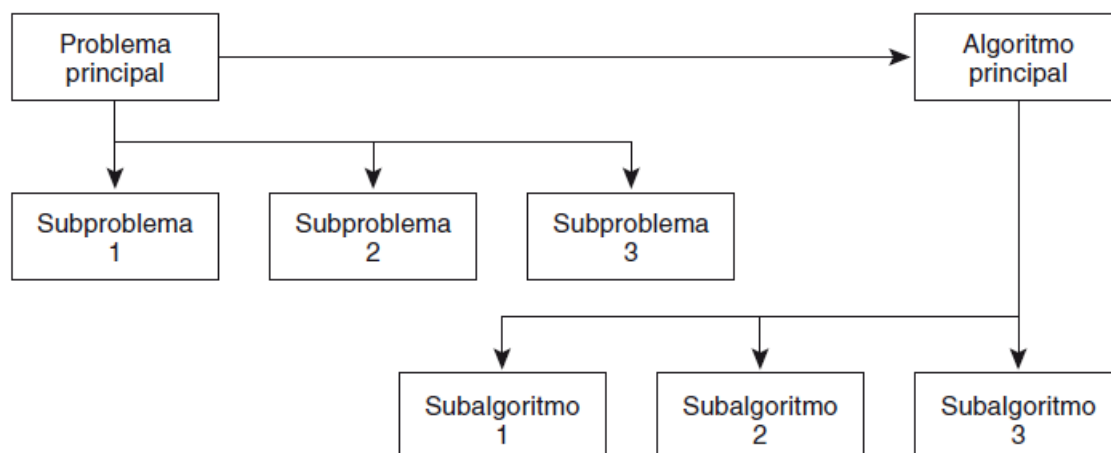 Problema
principal
Algoritmo
principal
Subproblema
1
Subproblema
2
Subproblema
3
Subalgoritmo
1
Subalgoritmo
2
Subalgoritmo
3